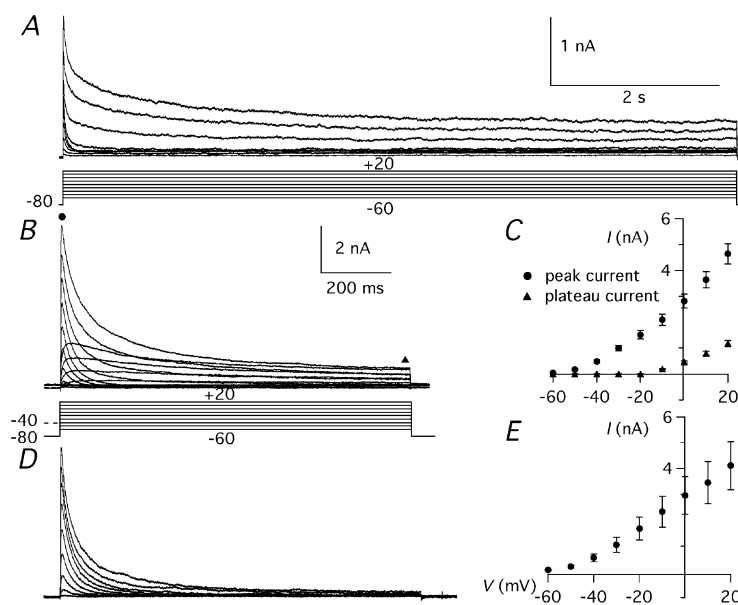 A
1 nA
2 s
+20
-80
-60
B
2 nA
200 ms
+20
-40
-80
-60
C
I (nA)
6
4
peak current
plateau current
-60 -40 -20 0 20
D
E
I (nA)
6
4
V (mV)
-60 -40 -20 0 20